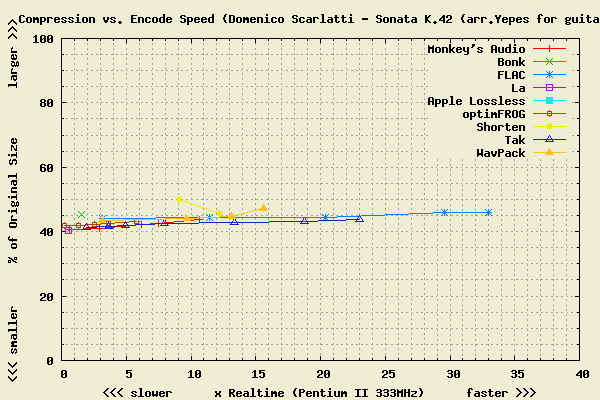 Compression vs. Encode Speed (Domenico Scarlatti - Sonata K.42 (arr.Yepes for guita
<<< smaller % of Original Size larger >>>
100
80
60
40
20
0
Monkey's Audio
Bonk
FLAC
La
Apple Lossless
optimFROG
Shorten
Tak
WavPack
0 5 10 15 20 25 30 35 40
<<< slower x Realtime (Pentium II 333MHz) faster >>>